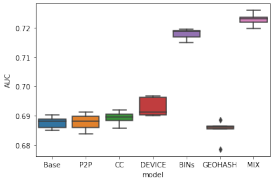 0.72
0.71
0.70
0.69
0.68
AUC
Base P2P CC DEVICE BINs GEOHASH MIX
model